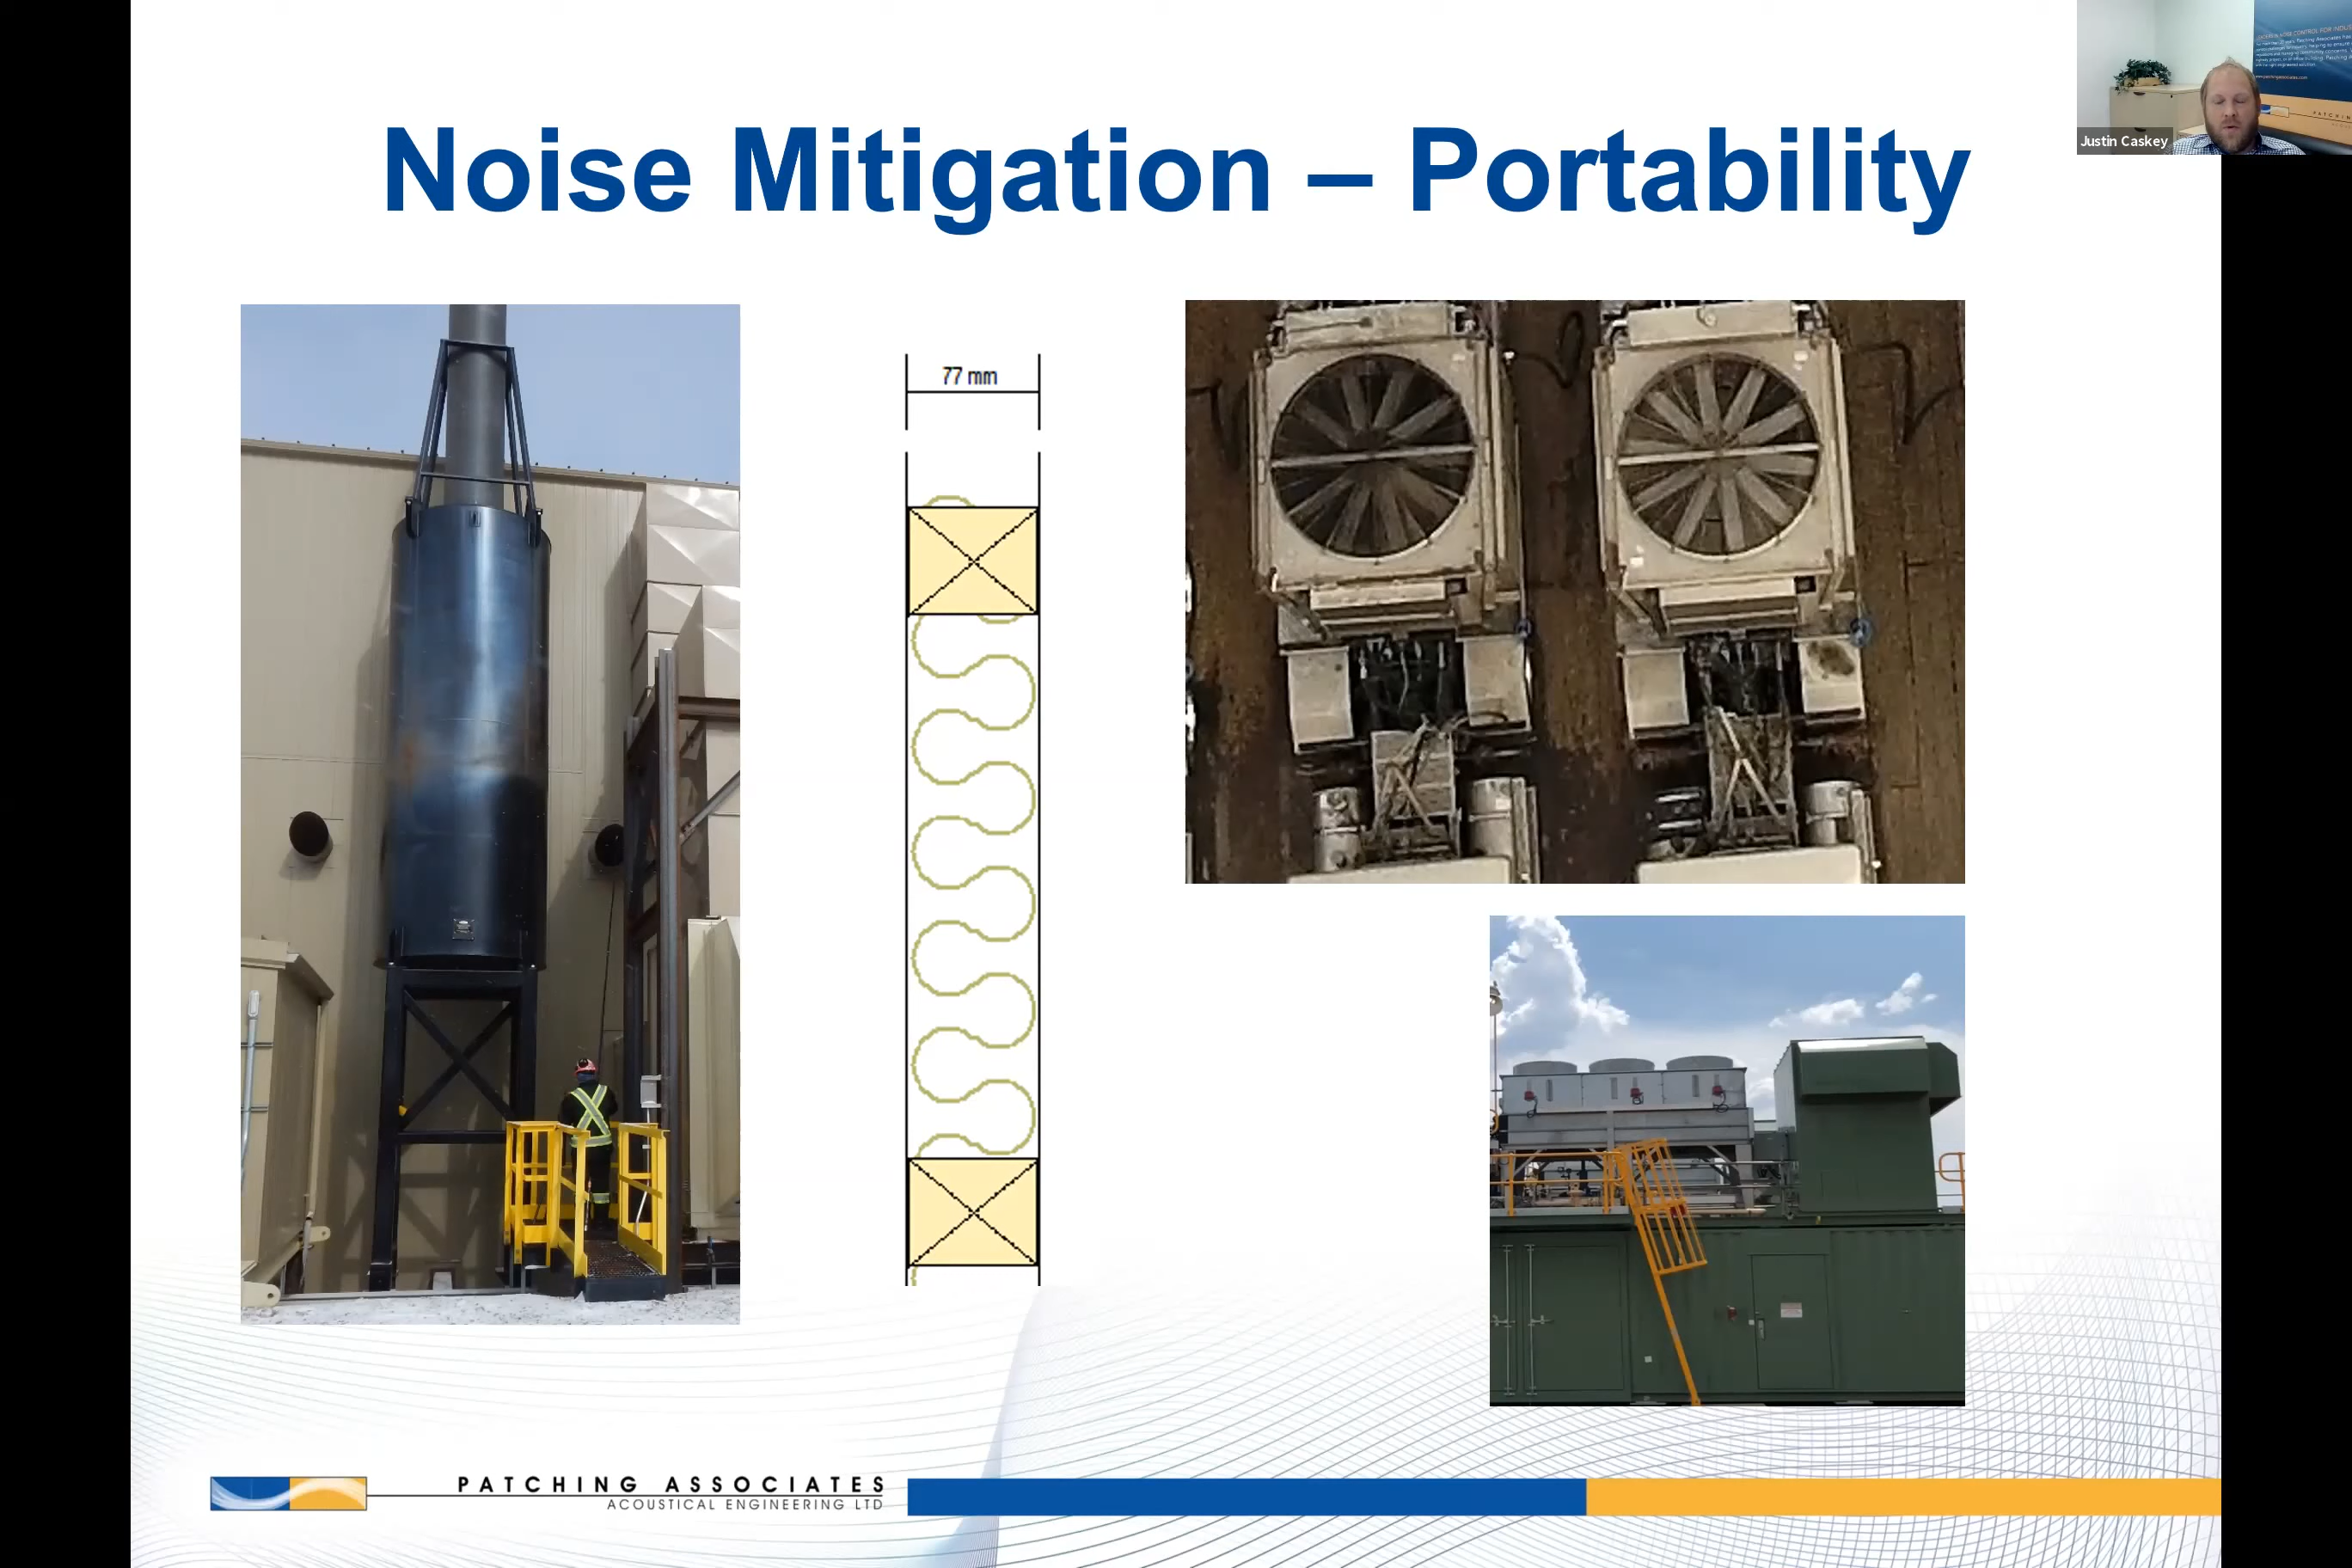 Noise Mitigation – Portability
Justin Caskey
77 mm
PATCHING ASSOCIATES
ACOUSTICAL ENGINEERING LTD